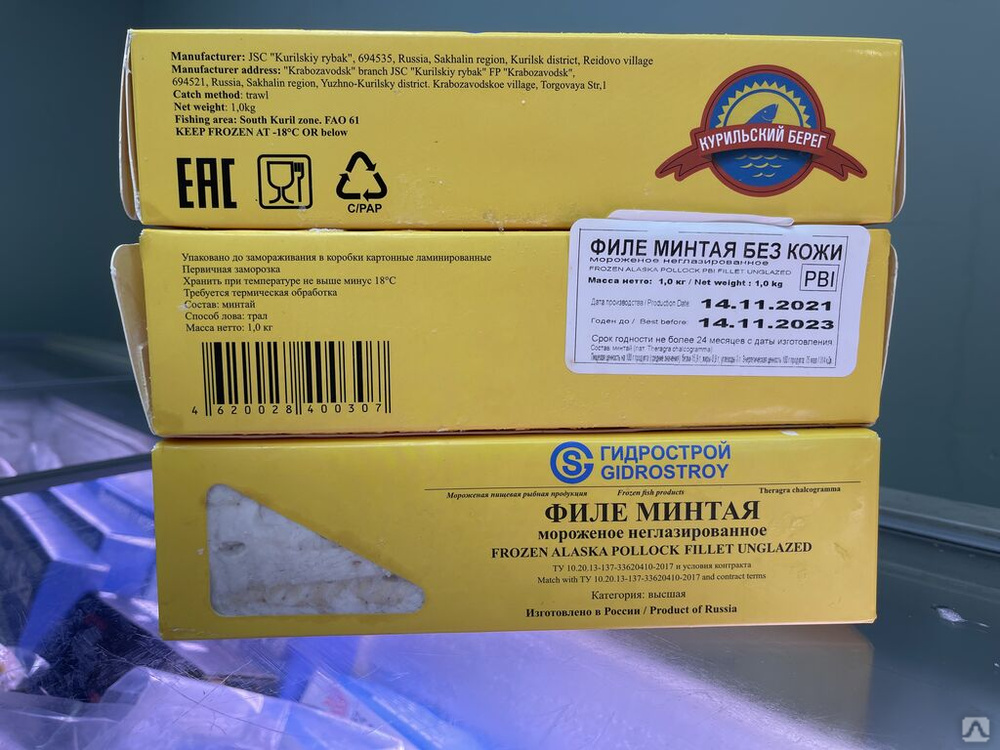 Manufacturer: JSC "Kurilskiy rybak", 694535, Russia, Sakhalin region, Kurilsk district, Reidovo village
Manufacturer address: "Krabozavodsk" branch JSC "Kurilskiy rybak" FP "Krabozavodsk",
694521, Russia, Sakhalin region, Yuzhno-Kurilsky district. Krabozavodskoe village, Torgovaya Str,1
Catch method: trawl
Net weight: 1,0kg
Fishing area: South Kuril zone. FAO 61
KEEP FROZEN AT -18°C OR below
EAC
C/PAP
КУРИЛЬСКИЙ БЕРЕГ
Упаковано до замораживания в коробки картонные ламинированные
Первичная заморозка
Хранить при температуре не выше минус 18°C
Требуется термическая обработка
Состав: минтай
Способ лова: трал
Масса нетто: 1,0 кг
4 620028 400307
ФИЛЕ МИНТАЯ БЕЗ КОЖИ
мороженое неглазированное
FROZEN ALASKA POLLOCK PBI FILLET UNGLAZED
PBI
Масса нетто: 1,0 кг / Net weight : 1,0 kg
Дата производства / Production Date: 14.11.2021
Годен до / Best before: 14.11.2023
Срок годности не более 24 месяцев с даты изготовления
Состав: минтай (лат. Theragra chalcogramma)
ГИДРОСТРОЙ
GIDROSTROY
Мороженая пищевая рыбная продукция Frozen fish products Theragra chalcogramma
ФИЛЕ МИНТАЯ
мороженое неглазированное
FROZEN ALASKA POLLOCK FILLET UNGLAZED
ТУ 10.20.13-137-33620410-2017 и условия контракта
Match with ТУ 10.20.13-137-33620410-2017 and contract terms
Категория: высшая
Изготовлено в России / Product of Russia